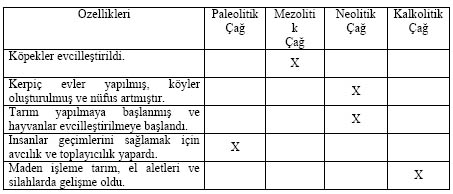 Özellikleri Paleolitik Mezoliti Neolitik Kalkolitik
Çağ k Çağ Çağ
Çağ
Köpekler evcilleştirildi. X
Kerpiç evler yapılmış, köyler
oluşturulmuş ve nüfus artmıştır. X
Tarım yapılmaya başlanmış ve
hayvanlar evcilleştirilmeye başlandı. X
İnsanlar geçimlerini sağlamak için
avcılık ve toplayıcılık yapardı. X
Maden işleme tarım, el aletleri ve
silahlarda gelişme oldu. X